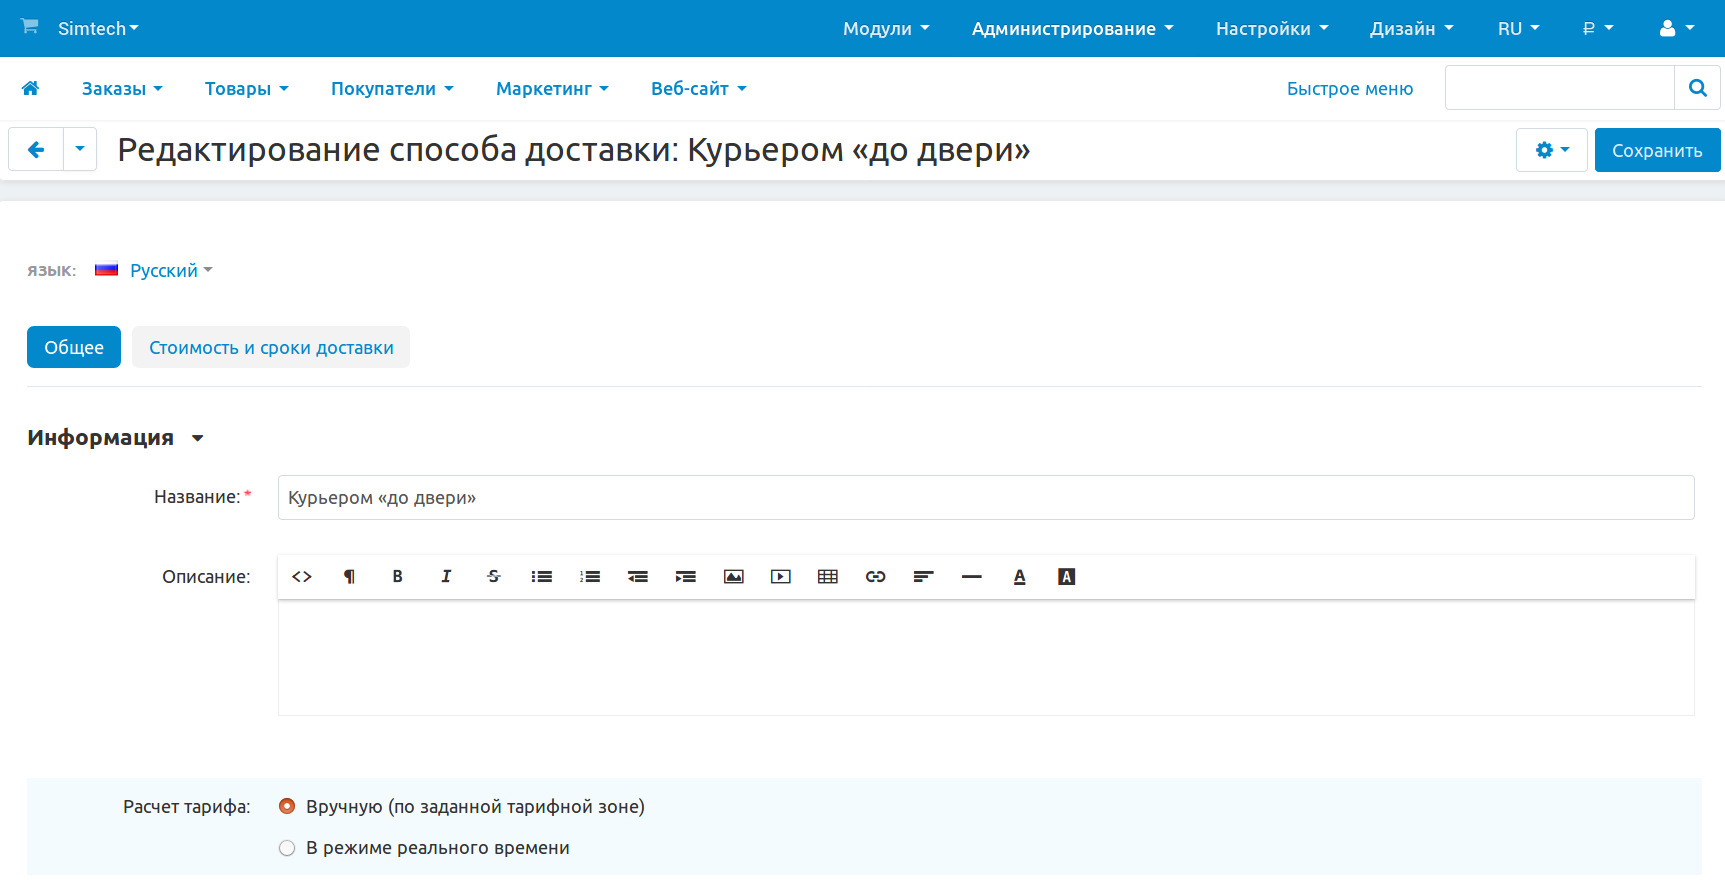 Simtech Модули Администрирование Настройки Дизайн RU ₽
Заказы Товары Покупатели Маркетинг Веб-сайт Быстрое меню
Редактирование способа доставки: Курьером «до двери» Сохранить
язык: Русский
Общее Стоимость и сроки доставки
Информация
Название:* Курьером «до двери»
Описание:
Расчет тарифа: Вручную (по заданной тарифной зоне)
В режиме реального времени